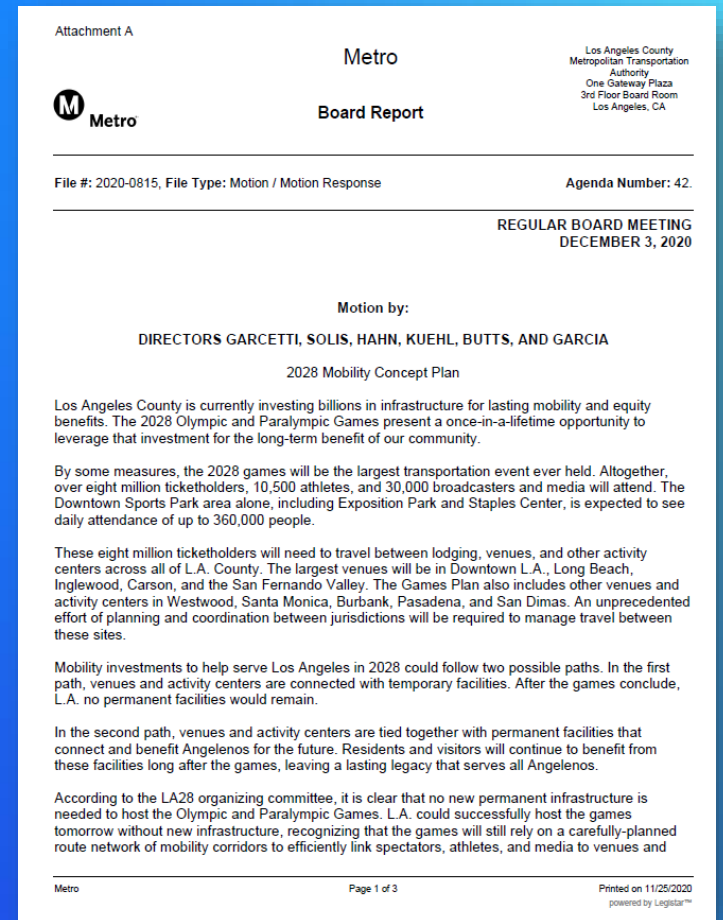 Attachment A
Metro
Los Angeles County
Metropolitan Transportation
Authority
One Gateway Plaza
3rd Floor Board Room
Los Angeles, CA
M Metro
Board Report
File #: 2020-0815, File Type: Motion / Motion Response Agenda Number: 42.
REGULAR BOARD MEETING
DECEMBER 3, 2020
Motion by:
DIRECTORS GARCETTI, SOLIS, HAHN, KUEHL, BUTTS, AND GARCIA
2028 Mobility Concept Plan
Los Angeles County is currently investing billions in infrastructure for lasting mobility and equity
benefits. The 2028 Olympic and Paralympic Games present a once-in-a-lifetime opportunity to
leverage that investment for the long-term benefit of our community.
By some measures, the 2028 games will be the largest transportation event ever held. Altogether,
over eight million ticketholders, 10,500 athletes, and 30,000 broadcasters and media will attend. The
Downtown Sports Park area alone, including Exposition Park and Staples Center, is expected to see
daily attendance of up to 360,000 people.
These eight million ticketholders will need to travel between lodging, venues, and other activity
centers across all of L.A. County. The largest venues will be in Downtown L.A., Long Beach,
Inglewood, Carson, and the San Fernando Valley. The Games Plan also includes other venues and
activity centers in Westwood, Santa Monica, Burbank, Pasadena, and San Dimas. An unprecedented
effort of planning and coordination between jurisdictions will be required to manage travel between
these sites.
Mobility investments to help serve Los Angeles in 2028 could follow two possible paths. In the first
path, venues and activity centers are connected with temporary facilities. After the games conclude,
L.A. no permanent facilities would remain.
In the second path, venues and activity centers are tied together with permanent facilities that
connect and benefit Angelenos for the future. Residents and visitors will continue to benefit from
these facilities long after the games, leaving a lasting legacy that serves all Angelenos.
According to the LA28 organizing committee, it is clear that no new permanent infrastructure is
needed to host the Olympic and Paralympic Games. L.A. could successfully host the games
tomorrow without new infrastructure, recognizing that the games will still rely on a carefully-planned
route network of mobility corridors to efficiently link spectators, athletes, and media to venues and
Metro Page 1 of 3 Printed on 11/25/2020
powered by Legistar™